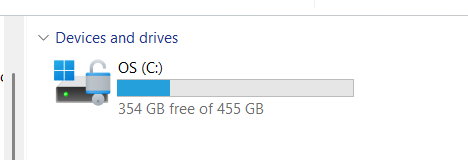 Devices and drives
OS (C:)
354 GB free of 455 GB